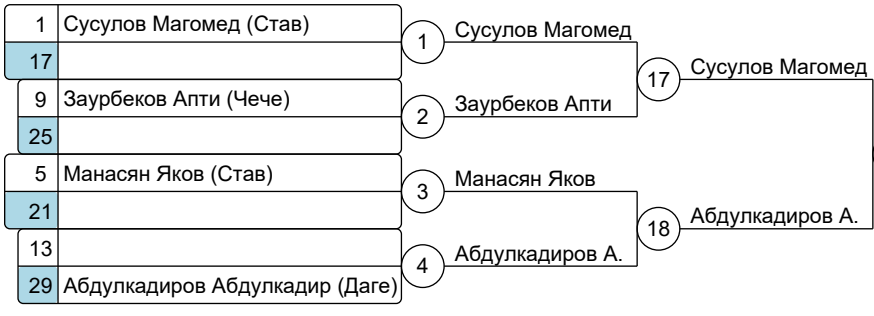 1 Сусулов Магомед (Став)
17
1 Сусулов Магомед
9 Заурбеков Апти (Чече)
25
2 Заурбеков Апти
17 Сусулов Магомед
5 Манасян Яков (Став)
21
3 Манасян Яков
13
29 Абдулкадиров Абдулкадир (Даге)
4 Абдулкадиров А.
18 Абдулкадиров А.